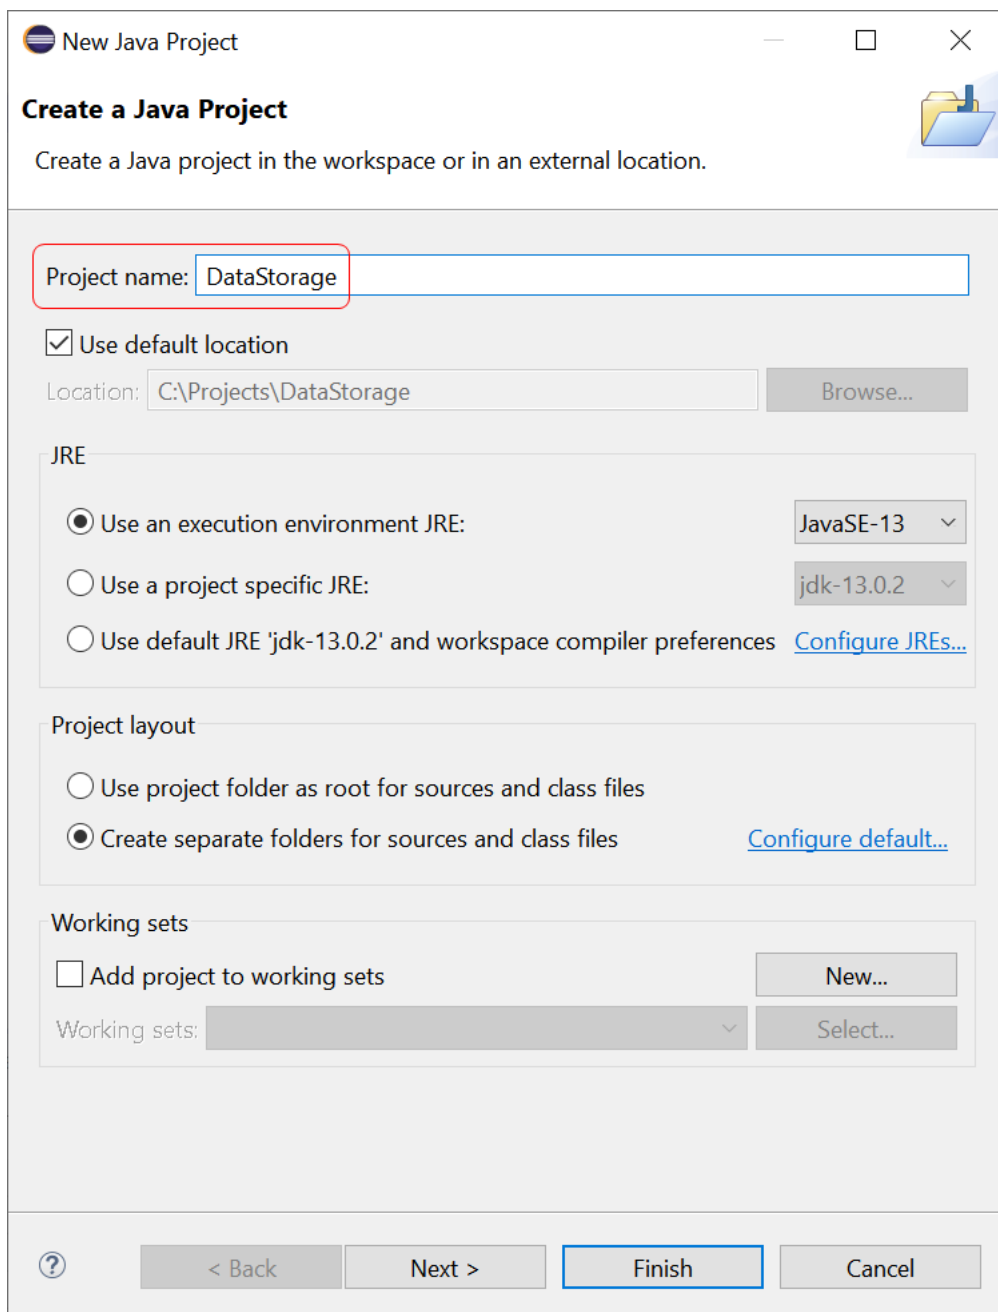 New Java Project
Create a Java Project
Create a Java project in the workspace or in an external location.
Project name: DataStorage
Use default location
Location: C:\Projects\DataStorage Browse...
JRE
Use an execution environment JRE: JavaSE-13
Use a project specific JRE: jdk-13.0.2
Use default JRE 'jdk-13.0.2' and workspace compiler preferences Configure JREs...
Project layout
Use project folder as root for sources and class files
Create separate folders for sources and class files Configure default...
Working sets
Add project to working sets New...
Working sets: Select...
? < Back Next > Finish Cancel